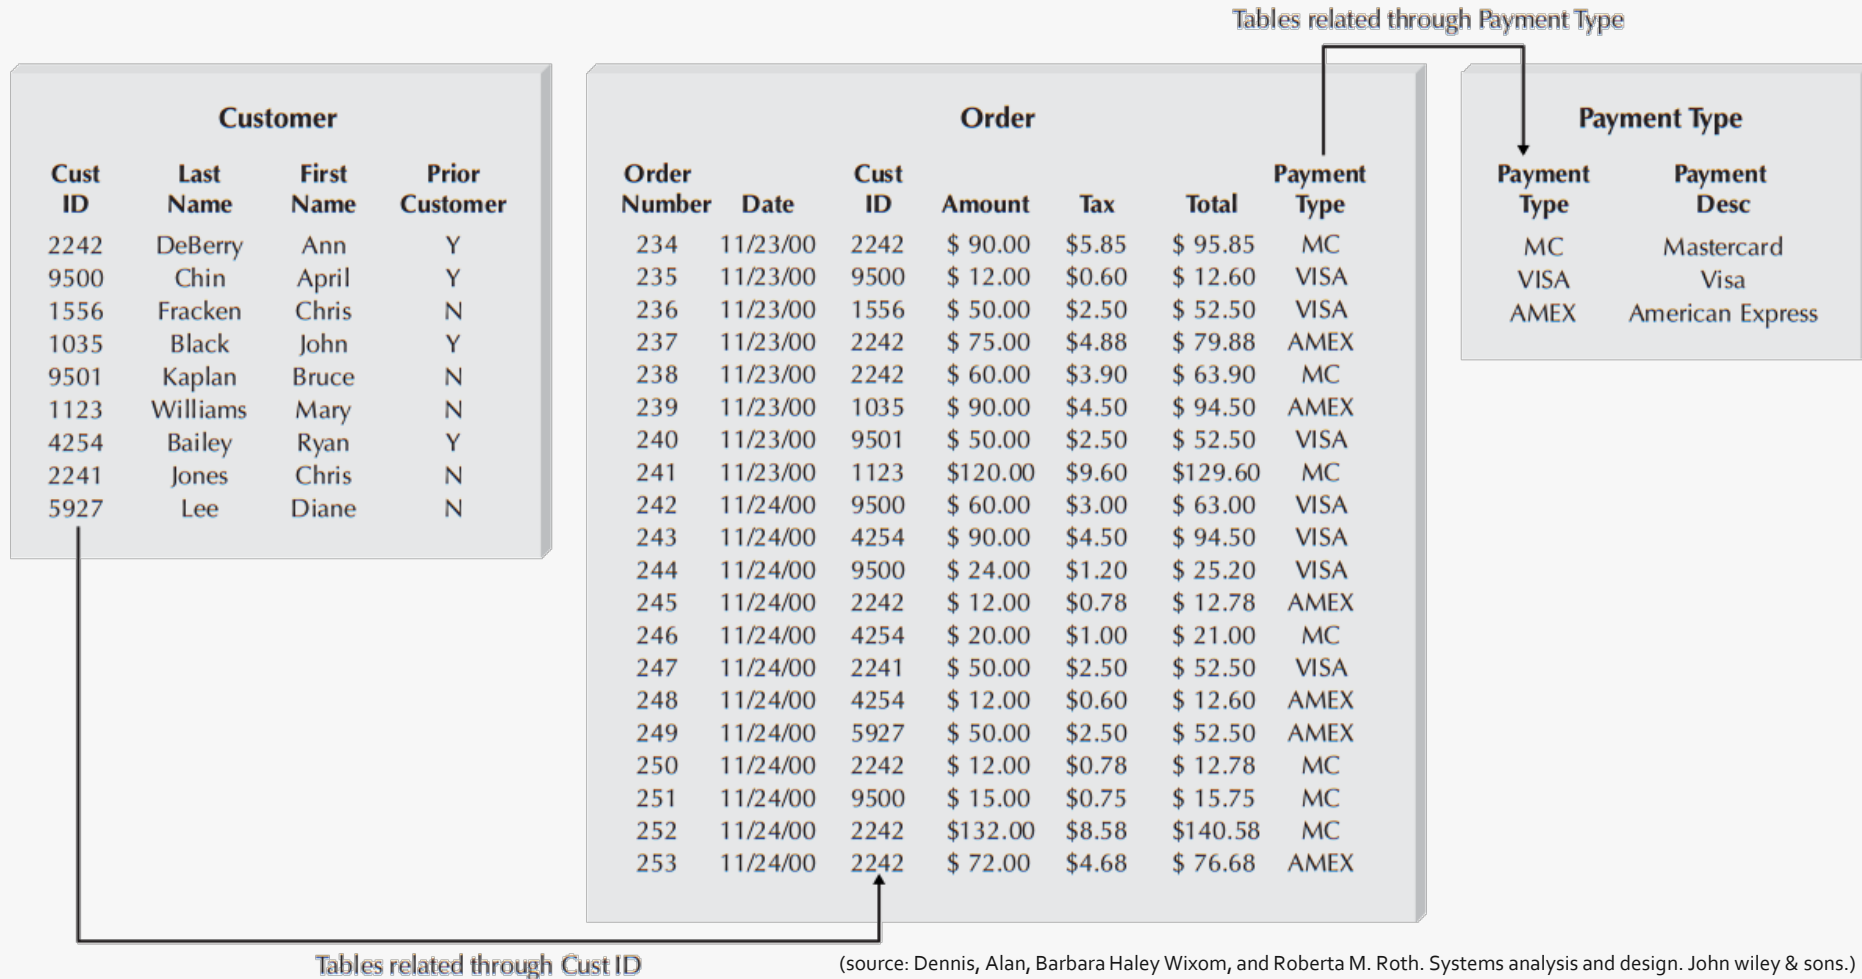 Tables related through Payment Type
Customer
Cust ID Last Name First Name Prior Customer
2242 DeBerry Ann Y
9500 Chin April Y
1556 Fracken Chris N
1035 Black John Y
9501 Kaplan Bruce N
1123 Williams Mary N
4254 Bailey Ryan Y
2241 Jones Chris N
5927 Lee Diane N
Order
Order Number Date Cust ID Amount Tax Total Payment Type
234 11/23/00 2242 $ 90.00 $5.85 $ 95.85 MC
235 11/23/00 9500 $ 12.00 $0.60 $ 12.60 VISA
236 11/23/00 1556 $ 50.00 $2.50 $ 52.50 VISA
237 11/23/00 2242 $ 75.00 $4.88 $ 79.88 AMEX
238 11/23/00 2242 $ 60.00 $3.90 $ 63.90 MC
239 11/23/00 1035 $ 90.00 $4.50 $ 94.50 AMEX
240 11/23/00 9501 $ 50.00 $2.50 $ 52.50 VISA
241 11/23/00 1123 $120.00 $9.60 $129.60 MC
242 11/24/00 9500 $ 60.00 $3.00 $ 63.00 VISA
243 11/24/00 4254 $ 90.00 $4.50 $ 94.50 VISA
244 11/24/00 9500 $ 24.00 $1.20 $ 25.20 VISA
245 11/24/00 2242 $ 12.00 $0.78 $ 12.78 AMEX
246 11/24/00 4254 $ 20.00 $1.00 $ 21.00 MC
247 11/24/00 2241 $ 50.00 $2.50 $ 52.50 VISA
248 11/24/00 4254 $ 12.00 $0.60 $ 12.60 AMEX
249 11/24/00 5927 $ 50.00 $2.50 $ 52.50 AMEX
250 11/24/00 2242 $ 12.00 $0.78 $ 12.78 MC
251 11/24/00 9500 $ 15.00 $0.75 $ 15.75 MC
252 11/24/00 2242 $132.00 $8.58 $140.58 MC
253 11/24/00 2242 $ 72.00 $4.68 $ 76.68 AMEX
Payment Type
Payment Type Payment Desc
MC Mastercard
VISA Visa
AMEX American Express
Tables related through Cust ID
(source: Dennis, Alan, Barbara Haley Wixom, and Roberta M. Roth. Systems analysis and design. John wiley & sons.)